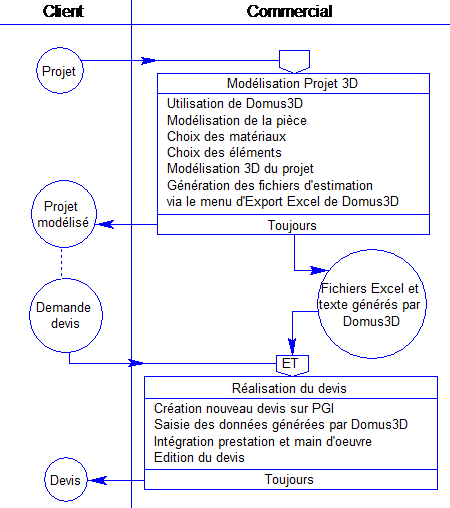 Client
Commercial
Projet
Modélisation Projet 3D
Utilisation de Domus3D
Modélisation de la pièce
Choix des matériaux
Choix des éléments
Modélisation 3D du projet
Génération des fichiers d'estimation
via le menu d'Export Excel de Domus3D
Toujours
Projet
modélisé
Fichiers Excel et
texte générés par
Domus3D
Demande
devis
ET
Réalisation du devis
Création nouveau devis sur PGI
Saisie des données générées par Domus3D
Intégration prestation et main d'oeuvre
Edition du devis
Toujours
Devis